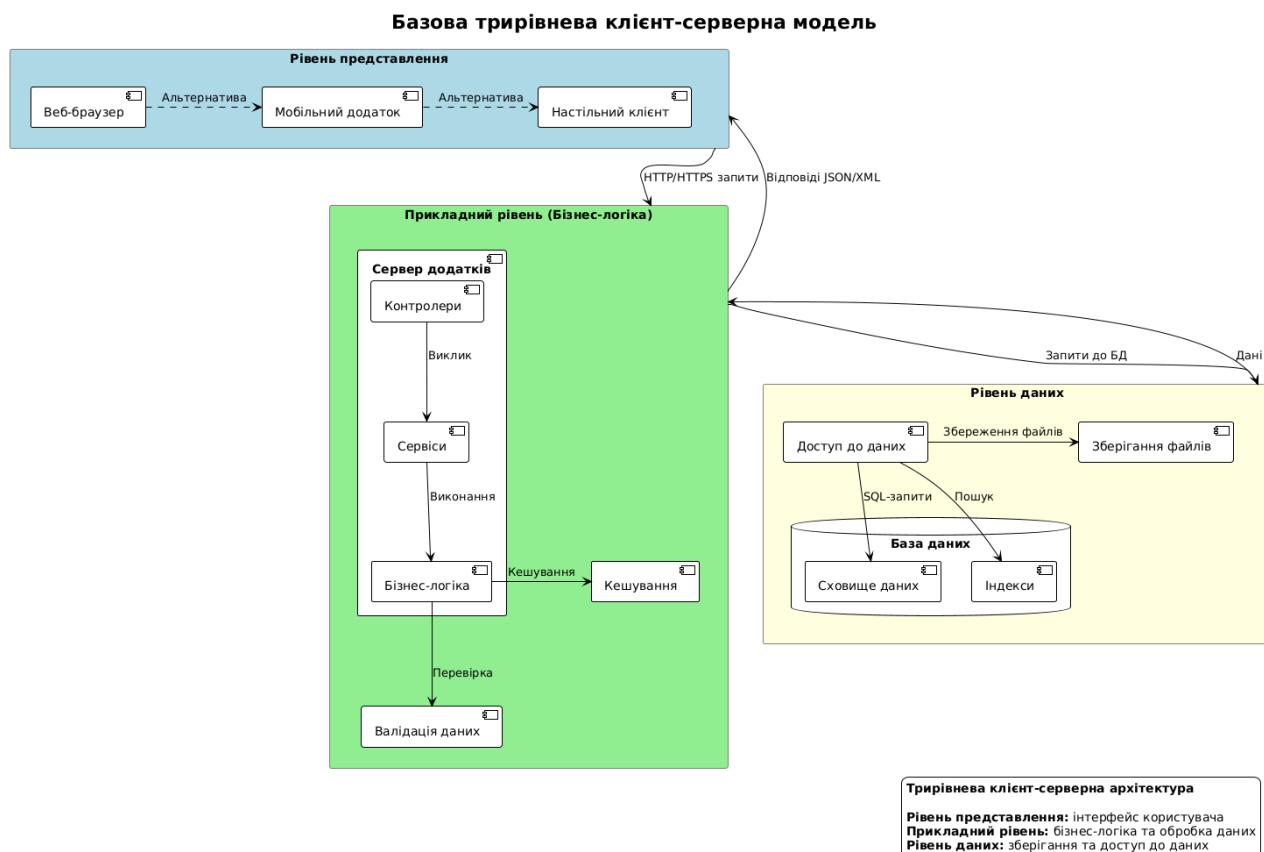 Базова трирівнева клієнт-серверна модель
Рівень представлення
Веб-браузер
Альтернатива
Мобільний додаток
Альтернатива
Настільний клієнт
HTTP/HTTPS запити
Відповіді JSON/XML
Прикладний рівень (Бізнес-логіка)
Сервер додатків
Контролери
Виклик
Сервіси
Виконання
Бізнес-логіка
Кешування
Кешування
Перевірка
Валідація даних
Запити до БД
Дані
Рівень даних
Доступ до даних
Збереження файлів
Зберігання файлів
SQL-запити
Пошук
База даних
Сховище даних
Індекси
Трирівнева клієнт-серверна архітектура
Рівень представлення: інтерфейс користувача
Прикладний рівень: бізнес-логіка та обробка даних
Рівень даних: зберігання та доступ до даних